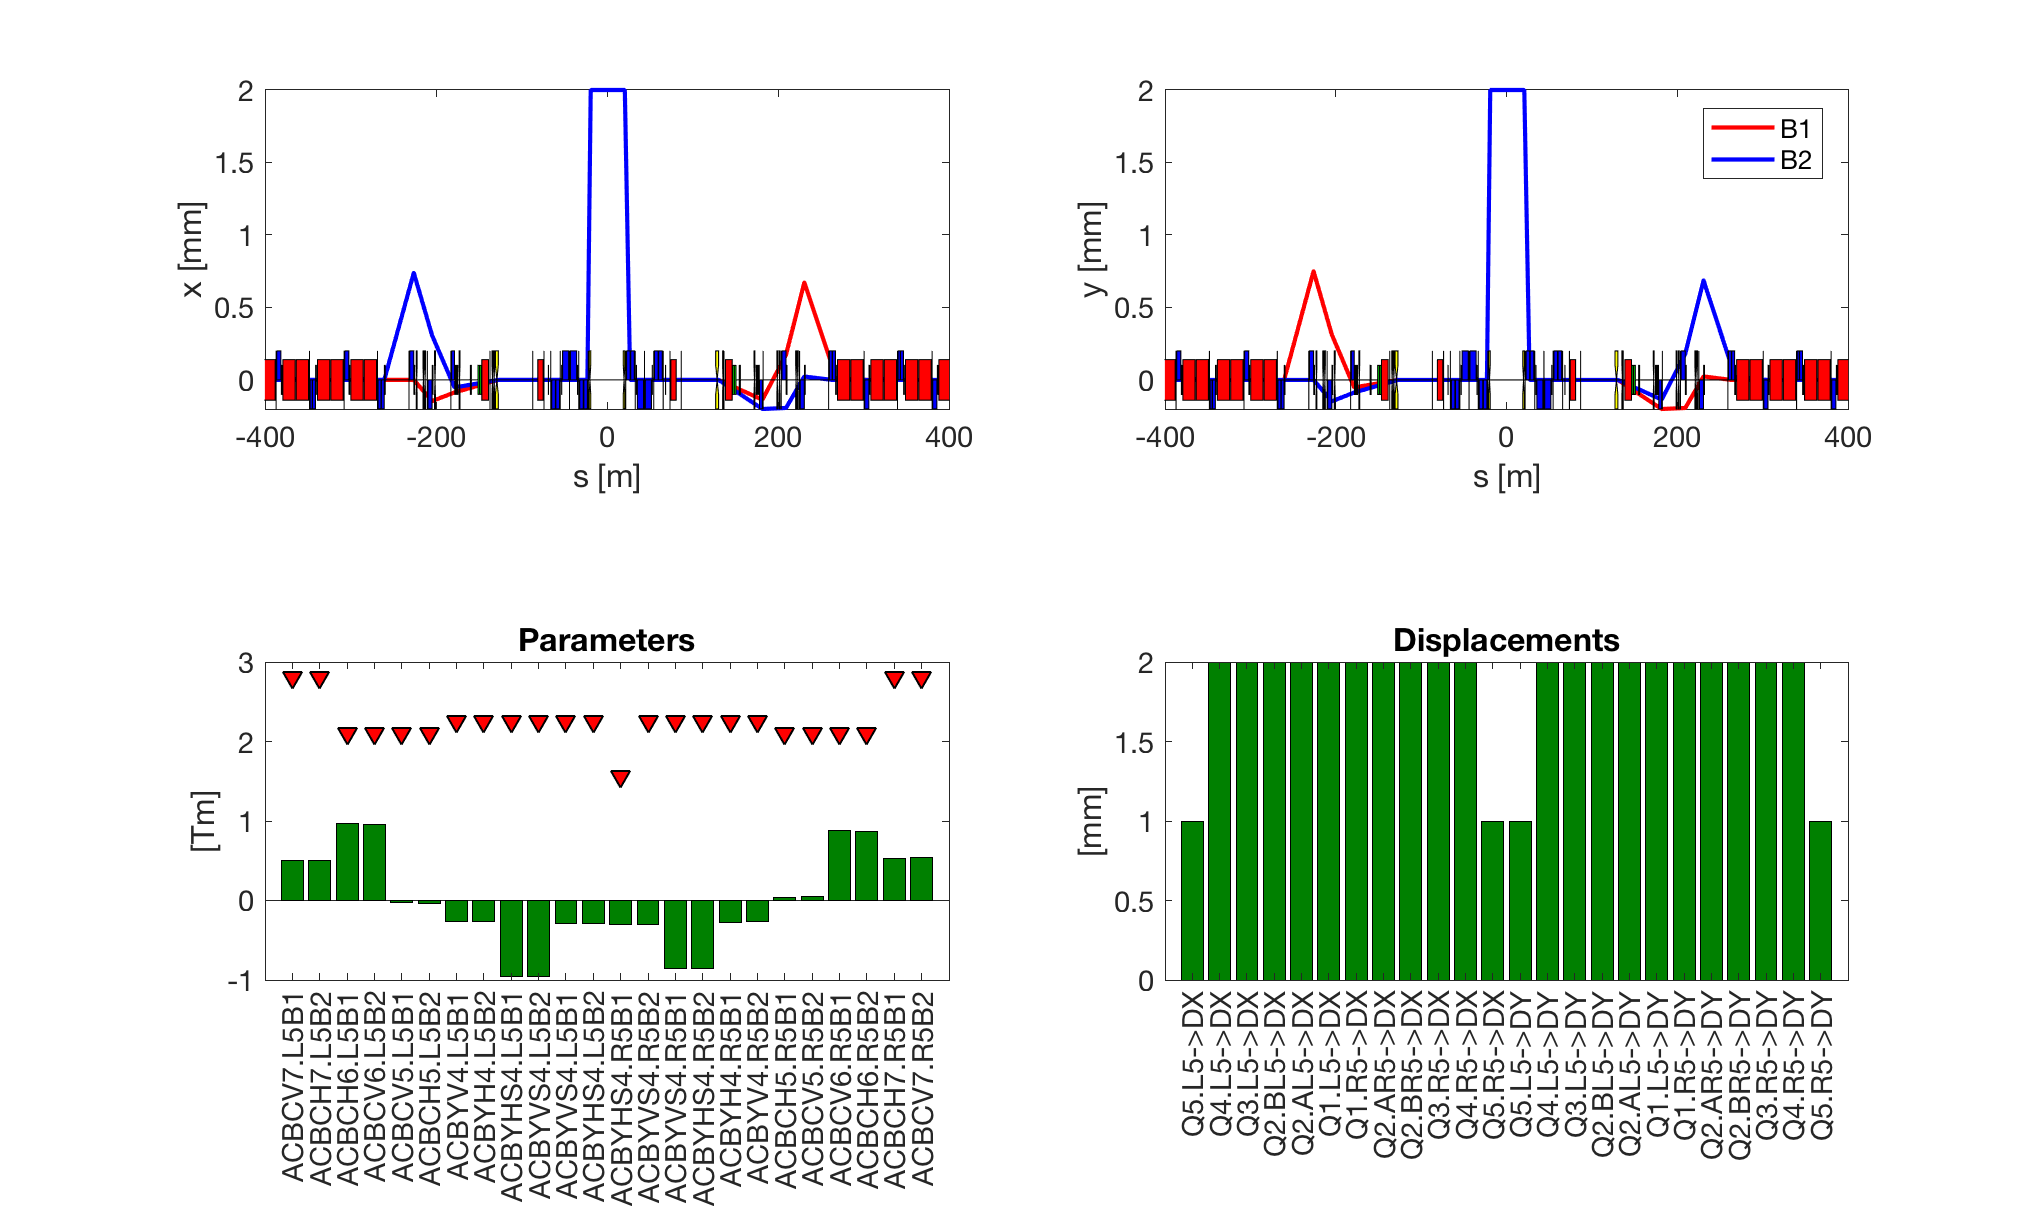 2
1.5
1
0.5
0
x [mm]
-400
-200
0
200
400
s [m]
2
1.5
1
0.5
0
y [mm]
B1
B2
-400
-200
0
200
400
s [m]
Parameters
3
2
1
0
-1
[Tm]
ACBCV7.L5B1
ACBCH7.L5B2
ACBCH6.L5B1
ACBCV6.L5B2
ACBCV5.L5B1
ACBCH5.L5B2
ACBYV4.L5B1
ACBYH4.L5B2
ACBYHS4.L5B1
ACBYVS4.L5B2
ACBYVS4.L5B1
ACBYHS4.L5B2
ACBYHS4.R5B1
ACBYVS4.R5B2
ACBYVS4.R5B1
ACBYHS4.R5B2
ACBYH4.R5B1
ACBYV4.R5B2
ACBCH5.R5B1
ACBCV5.R5B2
ACBCV6.R5B1
ACBCH6.R5B2
ACBCH7.R5B1
ACBCV7.R5B2
Displacements
2
1.5
1
0.5
0
[mm]
Q5.L5->DX
Q4.L5->DX
Q3.L5->DX
Q2.BL5->DX
Q2.AL5->DX
Q1.L5->DX
Q1.R5->DX
Q2.AR5->DX
Q2.BR5->DX
Q3.R5->DX
Q4.R5->DX
Q5.R5->DX
Q5.L5->DY
Q4.L5->DY
Q3.L5->DY
Q2.BL5->DY
Q2.AL5->DY
Q1.L5->DY
Q1.R5->DY
Q2.AR5->DY
Q2.BR5->DY
Q3.R5->DY
Q4.R5->DY
Q5.R5->DY